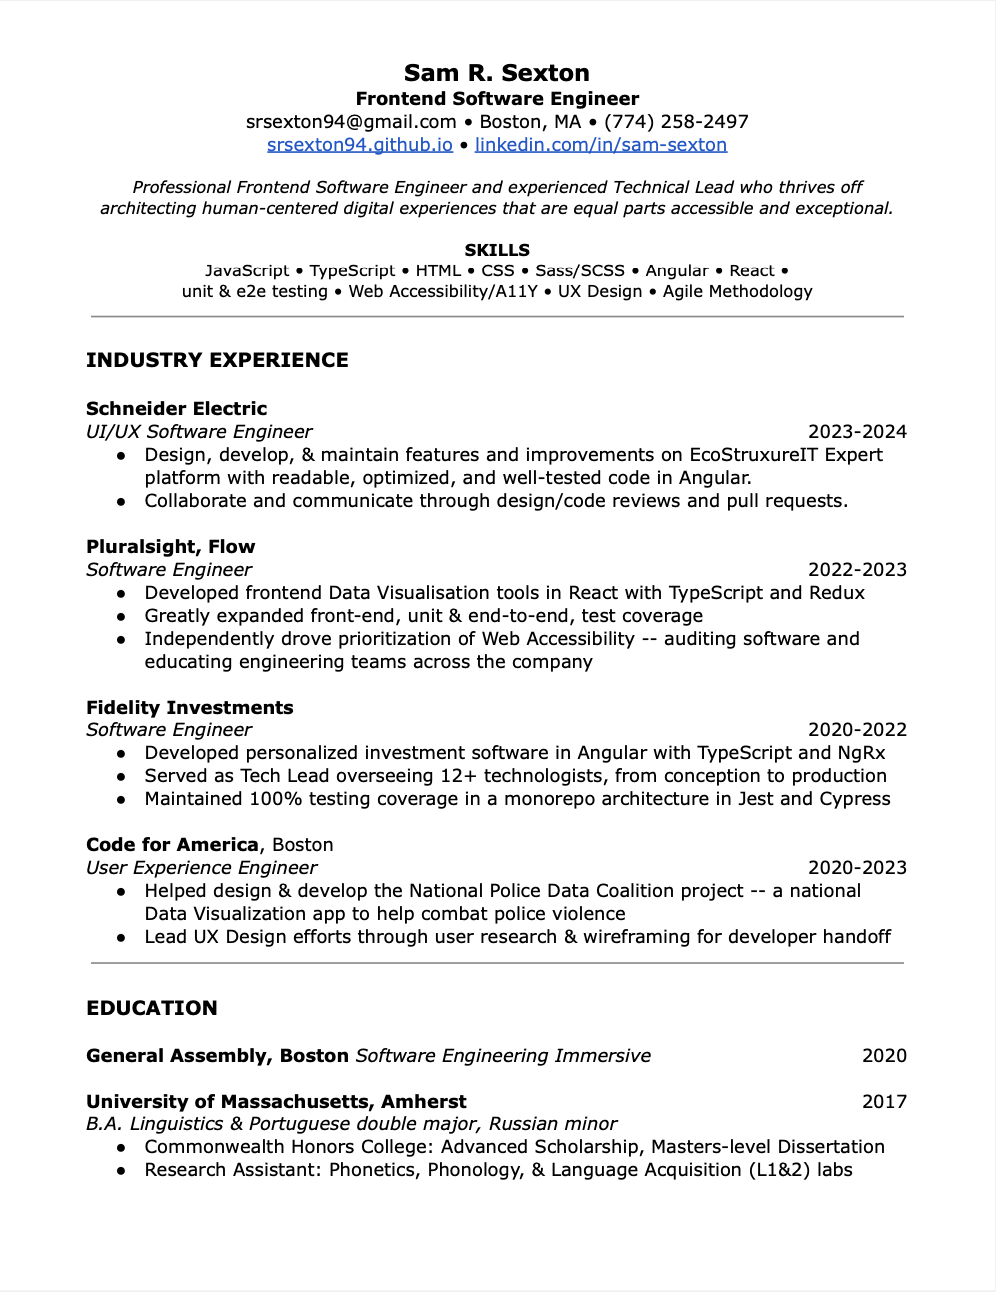 Sam R. Sexton
Frontend Software Engineer
srsexton94@gmail.com • Boston, MA • (774) 258-2497
srsexton94.github.io • linkedin.com/in/sam-sexton
Professional Frontend Software Engineer and experienced Technical Lead who thrives off
architecting human-centered digital experiences that are equal parts accessible and exceptional.
SKILLS
JavaScript • TypeScript • HTML • CSS • Sass/SCSS • Angular • React •
unit & e2e testing • Web Accessibility/A11Y • UX Design • Agile Methodology
INDUSTRY EXPERIENCE
Schneider Electric
UI/UX Software Engineer 2023-2024
● Design, develop, & maintain features and improvements on EcoStruxureIT Expert
platform with readable, optimized, and well-tested code in Angular.
● Collaborate and communicate through design/code reviews and pull requests.
Pluralsight, Flow
Software Engineer 2022-2023
● Developed frontend Data Visualisation tools in React with TypeScript and Redux
● Greatly expanded front-end, unit & end-to-end, test coverage
● Independently drove prioritization of Web Accessibility -- auditing software and
educating engineering teams across the company
Fidelity Investments
Software Engineer 2020-2022
● Developed personalized investment software in Angular with TypeScript and NgRx
● Served as Tech Lead overseeing 12+ technologists, from conception to production
● Maintained 100% testing coverage in a monorepo architecture in Jest and Cypress
Code for America, Boston
User Experience Engineer 2020-2023
● Helped design & develop the National Police Data Coalition project -- a national
Data Visualization app to help combat police violence
● Lead UX Design efforts through user research & wireframing for developer handoff
EDUCATION
General Assembly, Boston Software Engineering Immersive 2020
University of Massachusetts, Amherst 2017
B.A. Linguistics & Portuguese double major, Russian minor
● Commonwealth Honors College: Advanced Scholarship, Masters-level Dissertation
● Research Assistant: Phonetics, Phonology, & Language Acquisition (L1&2) labs